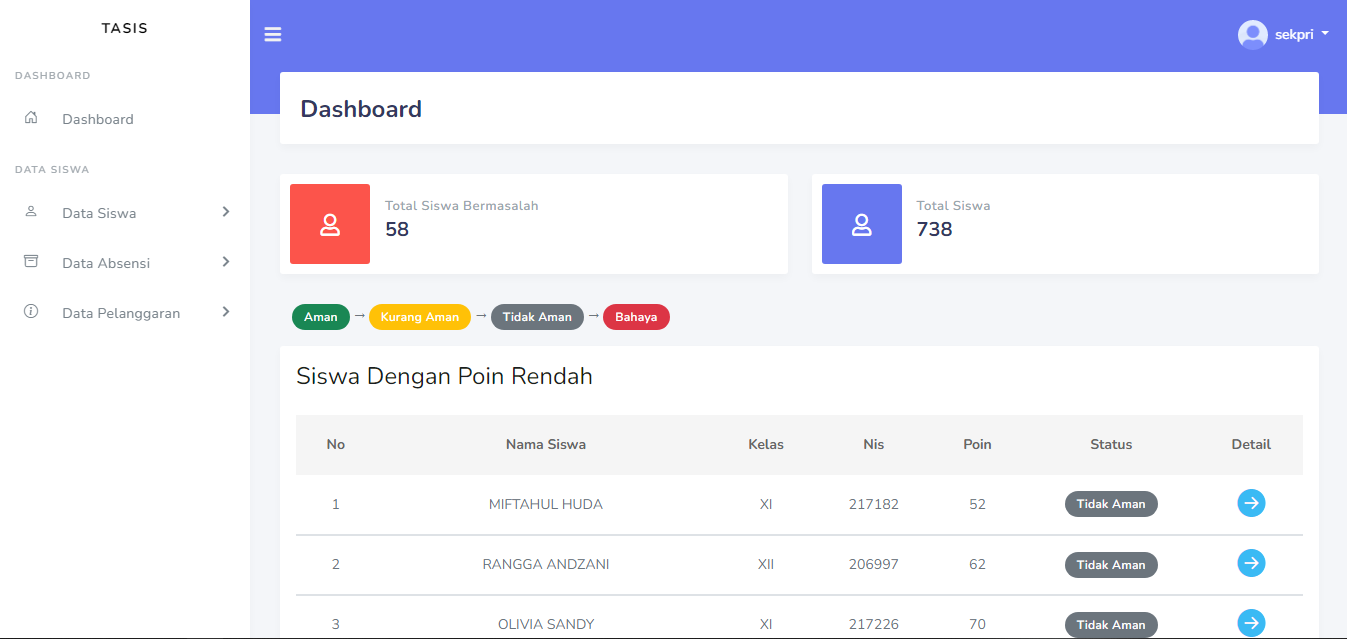 TASIS
sekpri
DASHBOARD
Dashboard
DATA SISWA
Data Siswa
Data Absensi
Data Pelanggaran
Dashboard
Total Siswa Bermasalah
58
Total Siswa
738
Aman → Kurang Aman → Tidak Aman → Bahaya
Siswa Dengan Poin Rendah
No Nama Siswa Kelas Nis Poin Status Detail
1 MIFTAHUL HUDA XI 217182 52 Tidak Aman
2 RANGGA ANDZANI XII 206997 62 Tidak Aman
3 OLIVIA SANDY XI 217226 70 Tidak Aman